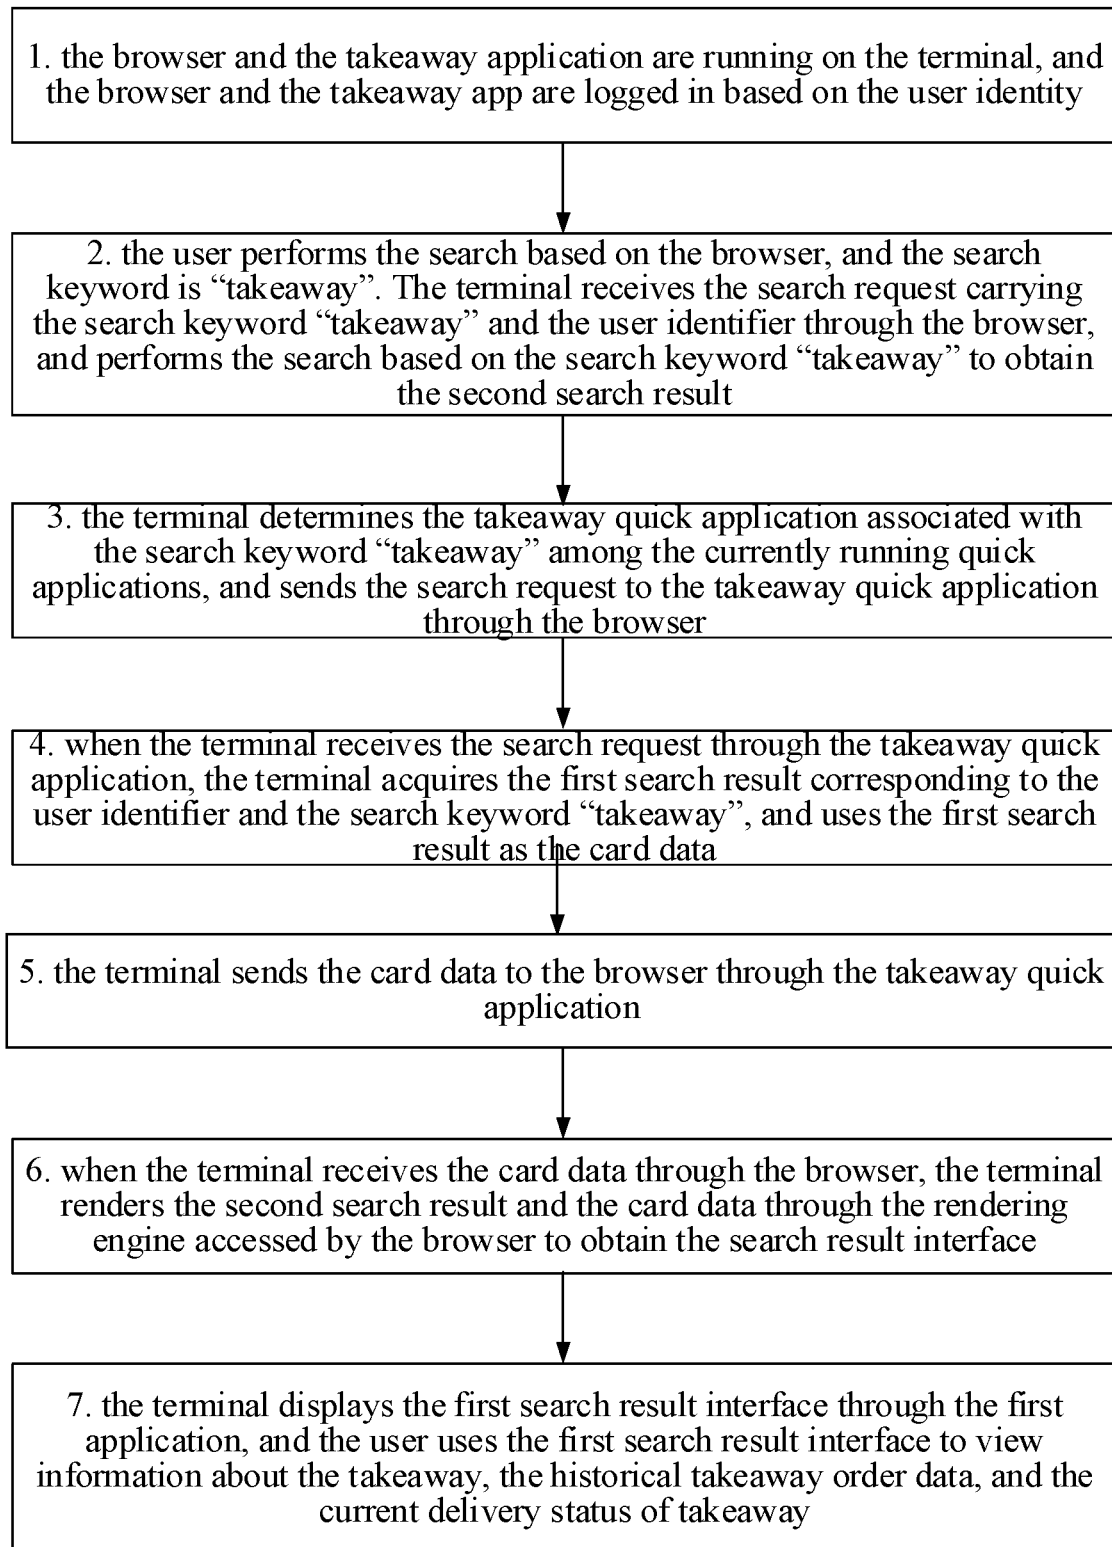 1. the browser and the takeaway application are running on the terminal, and
the browser and the takeaway app are logged in based on the user identity
2. the user performs the search based on the browser, and the search
keyword is “takeaway”. The terminal receives the search request carrying
the search keyword “takeaway” and the user identifier through the browser,
and performs the search based on the search keyword “takeaway” to obtain
the second search result
3. the terminal determines the takeaway quick application associated with
the search keyword “takeaway” among the currently running quick
applications, and sends the search request to the takeaway quick application
through the browser
4. when the terminal receives the search request through the takeaway quick
application, the terminal acquires the first search result corresponding to the
user identifier and the search keyword “takeaway”, and uses the first search
result as the card data
5. the terminal sends the card data to the browser through the takeaway quick
application
6. when the terminal receives the card data through the browser, the terminal
renders the second search result and the card data through the rendering
engine accessed by the browser to obtain the search result interface
7. the terminal displays the first search result interface through the first
application, and the user uses the first search result interface to view
information about the takeaway, the historical takeaway order data, and the
current delivery status of takeaway